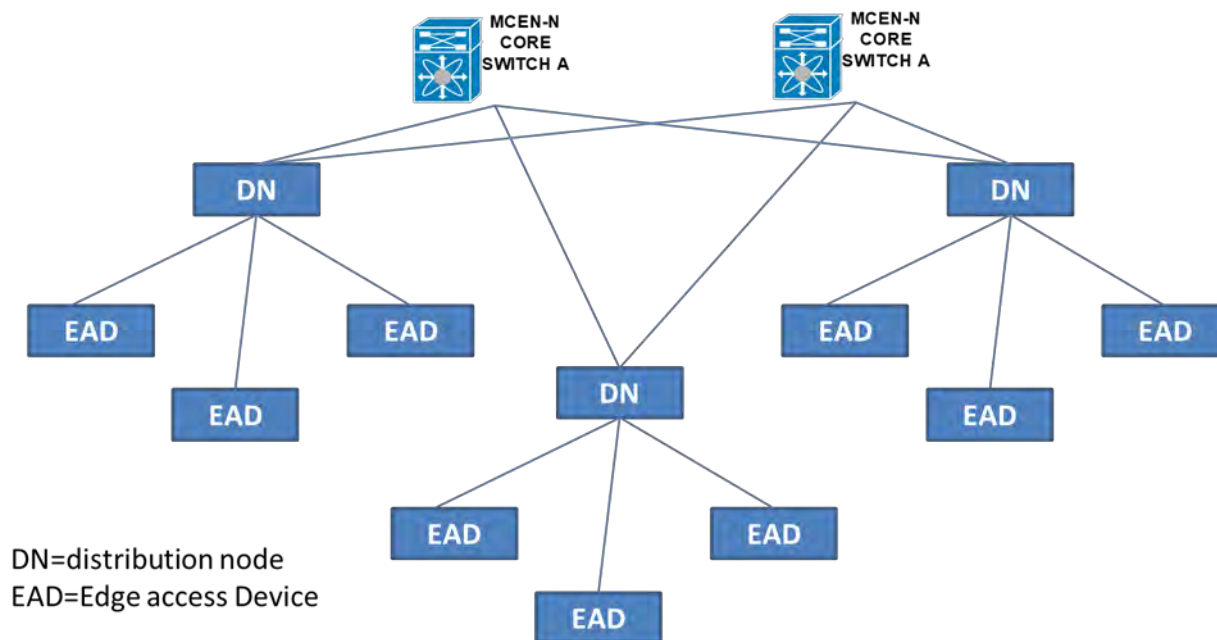 MCEN-N
CORE
SWITCH A
MCEN-N
CORE
SWITCH A
DN
DN
EAD
EAD
EAD
EAD
EAD
EAD
DN
EAD
EAD
EAD
DN=distribution node
EAD=Edge access Device